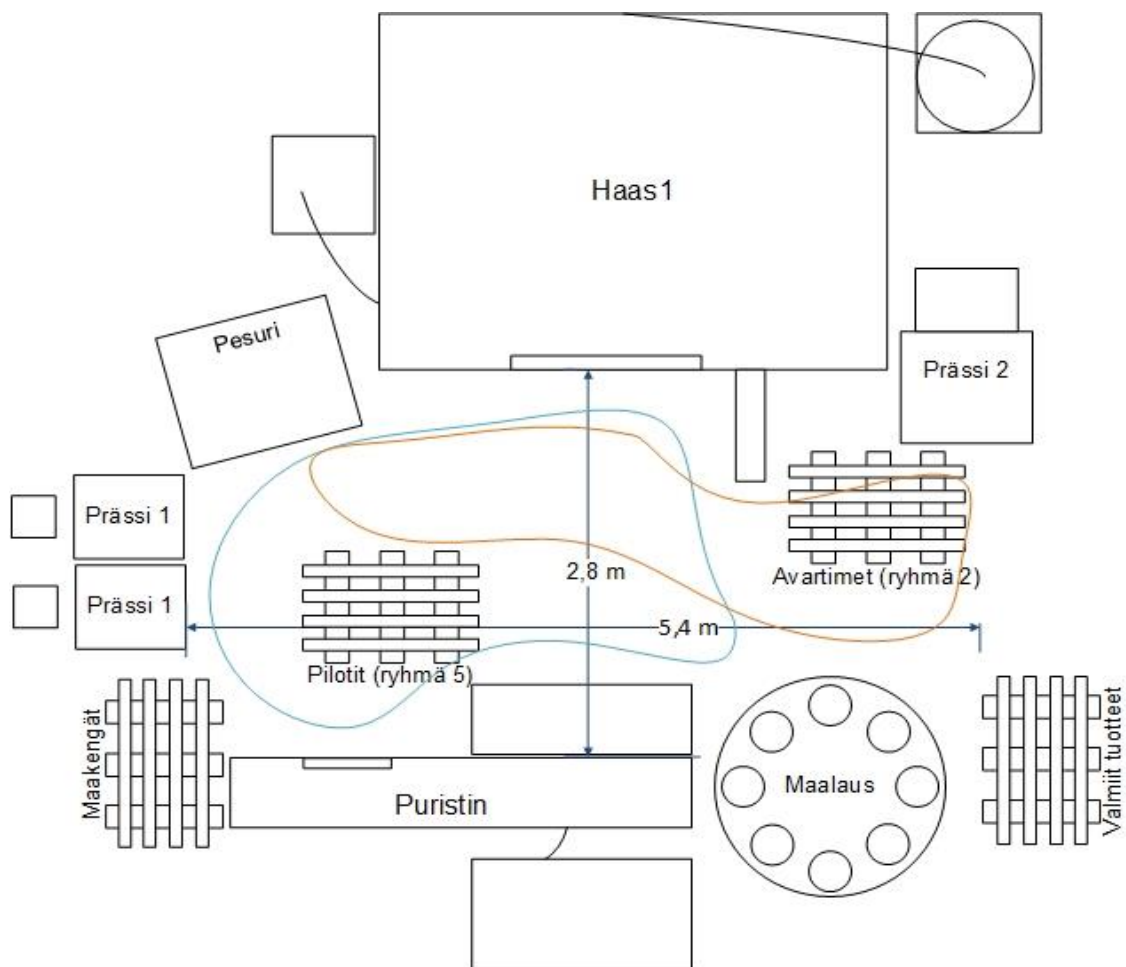 Haas1
Pesuri
Prässi 2
Prässi 1
2,8 m
Avartimet (ryhmä 2)
Prässi 1
5,4 m
Pilotit (ryhmä 5)
Maakengät
Maalaus
Valmiit tuotteet
Puristin